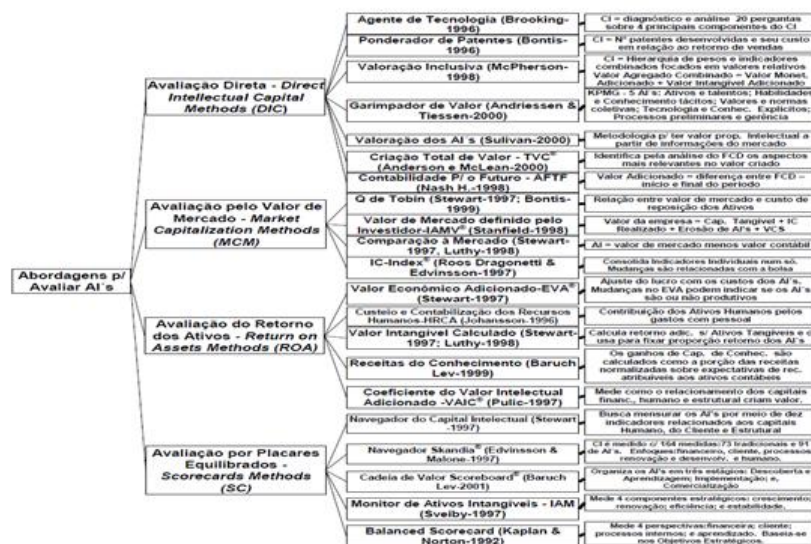 Abordagens p/
Avaliar AI´s
Avaliação Direta - Direct
Intellectual Capital
Methods (DIC)
Agente de Tecnologia (Brooking-
1996)
CI = diagnóstico e análise 20 perguntas
sobre 4 principais componentes do CI
Ponderador de Patentes (Bontis-
1996)
CI = Nº patentes desenvolvidas e seu custo
em relação ao retorno de vendas
Valoração Inclusiva (McPherson-
1998)
CI = Hierarquia de pesos e indicadores
combinados focados em valores relativos
Valor Agregado Combinado = Valor Monet.
Adicionado + Valor Intangível Adicionado
Garimpador de Valor (Andriessen &
Tiessen-2000)
KPMG - 5 AI's: Ativos e talentos; Habilidades
e Conhecimento tácitos; Valores e normas
coletivas; Tecnologia e Conhec. Explícitos;
Processos preliminares e gerência
Valoração dos AI´s (Sulivan-2000)
Metodologia p/ ter valor prop. Intelectual a
partir de informações do mercado
Criação Total de Valor - TVC®
(Anderson e McLean-2000)
Identifica pela análise do FCD os aspectos
mais relevantes no valor criado
Contabilidade P/ o Futuro - AFTF
(Nash H.-1998)
Valor Adicionado = diferença entre FCD –
início e final do período
Avaliação pelo Valor de
Mercado - Market
Capitalization Methods
(MCM)
Q de Tobin (Stewart-1997; Bontis-
1999)
Relação entre valor de mercado e custo de
reposição dos Ativos
Valor de Mercado definido pelo
Investidor-IAMV® (Stanfield-1998)
Valor da empresa = Cap. Tangível + IC
Realizado + Erosão de AI's + VCS
Comparação à Mercado (Stewart-
1997, Luthy-1998)
AI = valor de mercado menos valor contábil
IC-Index® (Roos Dragonetti &
Edvinsson-1997)
Consolida Indicadores Individuais num só.
Mudanças são relacionadas com a bolsa
Avaliação do Retorno
dos Ativos - Return on
Assets Methods (ROA)
Valor Econômico Adicionado-EVA®
(Stewart-1997)
Ajuste do lucro com os custos dos AI´s.
Mudanças no EVA podem indicar se os AI's
são ou não produtivos
Custeio e Contabilização dos Recursos
Humanos-HRCA (Johansson-1996)
Contribuição dos Ativos Humanos pelos
gastos com pessoal
Valor Intangível Calculado (Stewart-
1997; Luthy-1998)
Calcula retorno adic. s/ Ativos Tangíveis e o
usa para fixar proporção retorno dos AI's
Receitas do Conhecimento (Baruch
Lev-1999)
Os ganhos de Cap. de Conhec. são
calculados como a porção das receitas
normalizadas sobre expectativas de rec.
atribuíveis aos ativos contábeis
Coeficiente do Valor Intelectual
Adicionado -VAIC® (Pulic-1997)
Mede como o relacionamento dos capitais
financ., humano e estrutural criam valor.
Avaliação por Placares
Equilibrados -
Scorecards Methods
(SC)
Navegador do Capital Intelectual (Stewart
-1997)
Busca mensurar os AI's por meio de dez
indicadores relacionados aos capitais
Humano, do Cliente e Estrutural
Navegador Skandia® (Edvinsson &
Malone-1997)
CI é medido c/ 164 medidas:73 tradicionais e 91
de AI's. Enfoques:financeiro, cliente, processos,
renovação e desenvolv. e humano.
Cadeia de Valor Scoreboard® (Baruch
Lev-2001)
Organiza os AI's em três estágios: Descoberta e
Aprendizagem; Implementação; e,
Comercialização
Monitor de Ativos Intangíveis - IAM
(Sveiby-1997)
Mede 4 componentes estratégicos: crescimento;
renovação; eficiência; e estabilidade.
Balanced Scorecard (Kaplan &
Norton-1992)
Mede 4 perspectivas:financeira; cliente;
processos internos; e aprendizado. Baseia-se
nos Objetivos Estratégicos.